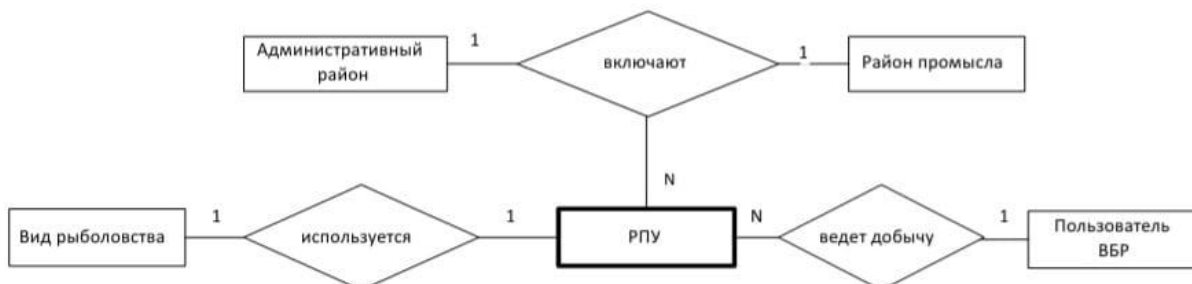 Административный
район
1
включают
1
Район промысла
N
Вид рыболовства
1
используется
1
РПУ
N
ведет добычу
1
Пользователь
ВБР